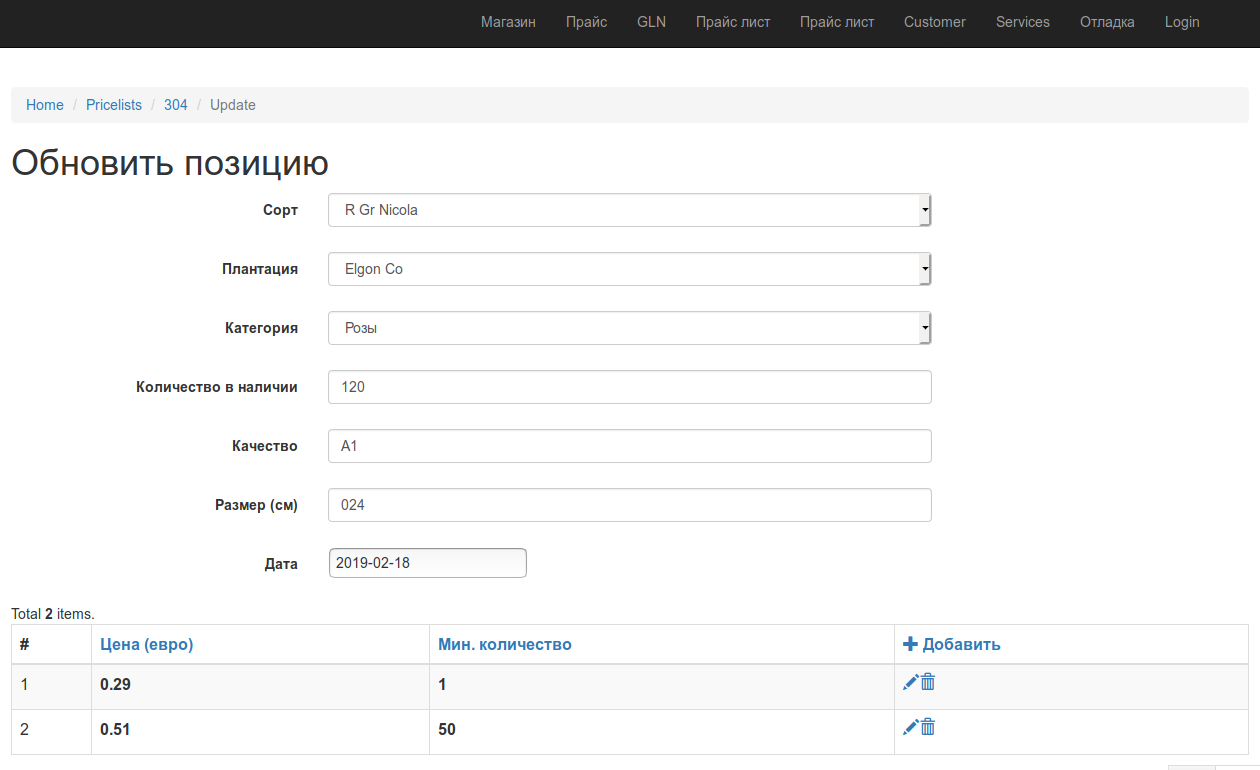 Магазин Прайс GLN Прайс лист Прайс лист Customer Services Отладка Login
Home / Pricelists / 304 / Update
Обновить позицию
Сорт R Gr Nicola
Плантация Elgon Co
Категория Розы
Количество в наличии 120
Качество A1
Размер (см) 024
Дата 2019-02-18
Total 2 items.
# Цена (евро) Мин. количество Добавить
1 0.29 1
2 0.51 50